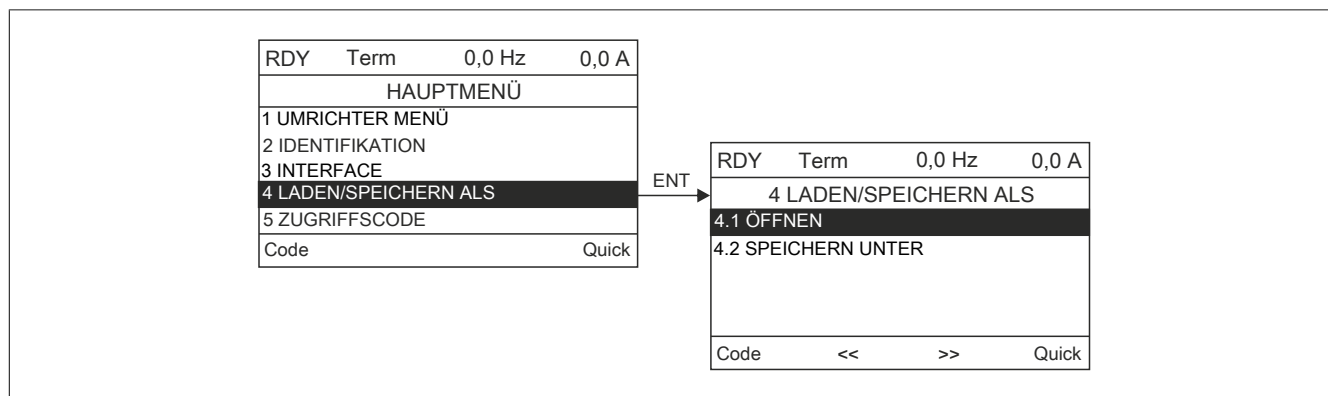 RDY Term 0,0 Hz 0,0 A
HAUPTMENÜ
1 UMRICHTER MENÜ
2 IDENTIFIKATION
3 INTERFACE
4 LADEN/SPEICHERN ALS
5 ZUGRIFFSCODE
Code Quick
ENT
RDY Term 0,0 Hz 0,0 A
4 LADEN/SPEICHERN ALS
4.1 ÖFFNEN
4.2 SPEICHERN UNTER
Code << >> Quick